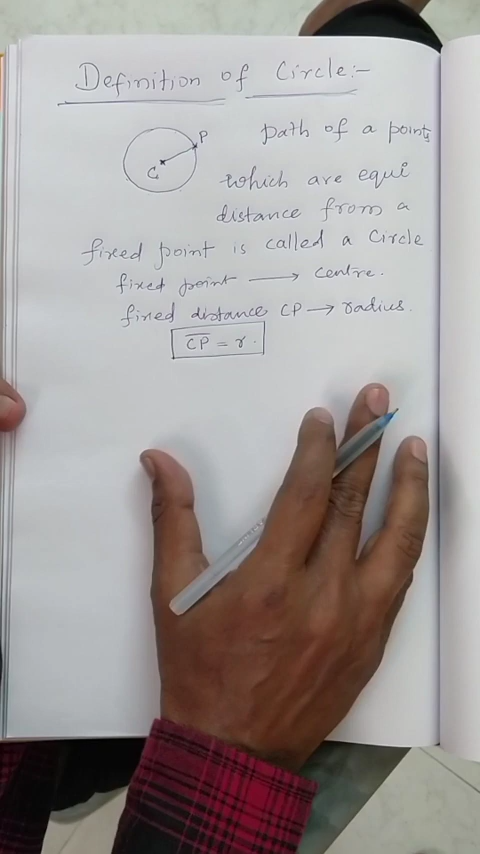 Definition of Circle:-
P
C
path of a points
which are equi
distance from a
fixed point is called a Circle
fixed point ⟶ centre.
fixed distance CP → radius.
C̅P̅ = r.